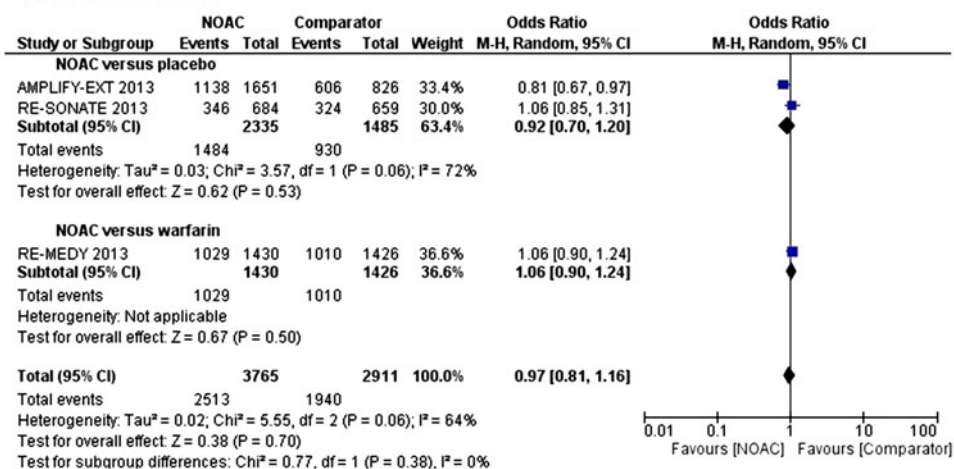 NOAC Comparator Odds Ratio Odds Ratio
Study or Subgroup Events Total Events Total Weight M-H, Random, 95% CI M-H, Random, 95% CI
NOAC versus placebo
AMPLIFY-EXT 2013 1138 1651 606 826 33.4% 0.81 [0.67, 0.97]
RE-SONATE 2013 346 684 324 659 30.0% 1.06 [0.85, 1.31]
Subtotal (95% CI) 2335 1485 63.4% 0.92 [0.70, 1.20]
Total events 1484 930
Heterogeneity: Tau² = 0.03; Chi² = 3.57, df = 1 (P = 0.06); I² = 72%
Test for overall effect: Z = 0.62 (P = 0.53)
NOAC versus warfarin
RE-MEDY 2013 1029 1430 1010 1426 36.6% 1.06 [0.90, 1.24]
Subtotal (95% CI) 1430 1426 36.6% 1.06 [0.90, 1.24]
Total events 1029 1010
Heterogeneity: Not applicable
Test for overall effect: Z = 0.67 (P = 0.50)
Total (95% CI) 3765 2911 100.0% 0.97 [0.81, 1.16]
Total events 2513 1940
Heterogeneity: Tau² = 0.02; Chi² = 5.55, df = 2 (P = 0.06); I² = 64%
Test for overall effect: Z = 0.38 (P = 0.70)
Test for subgroup differences: Chi² = 0.77, df = 1 (P = 0.38), I² = 0%
0.01 0.1 1 10 100
Favours [NOAC] Favours [Comparator]